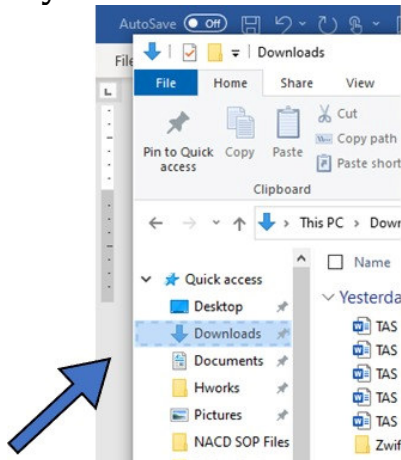 AutoSave Off
File
Downloads
File Home Share View
Pin to Quick access
Copy
Paste
Cut
Copy path
Paste short
Clipboard
This PC > Down
Name
Quick access
Desktop
Downloads
Documents
Hworks
Pictures
NACD SOP Files
Yesterda
TAS
TAS
TAS
TAS
TAS
Zwif